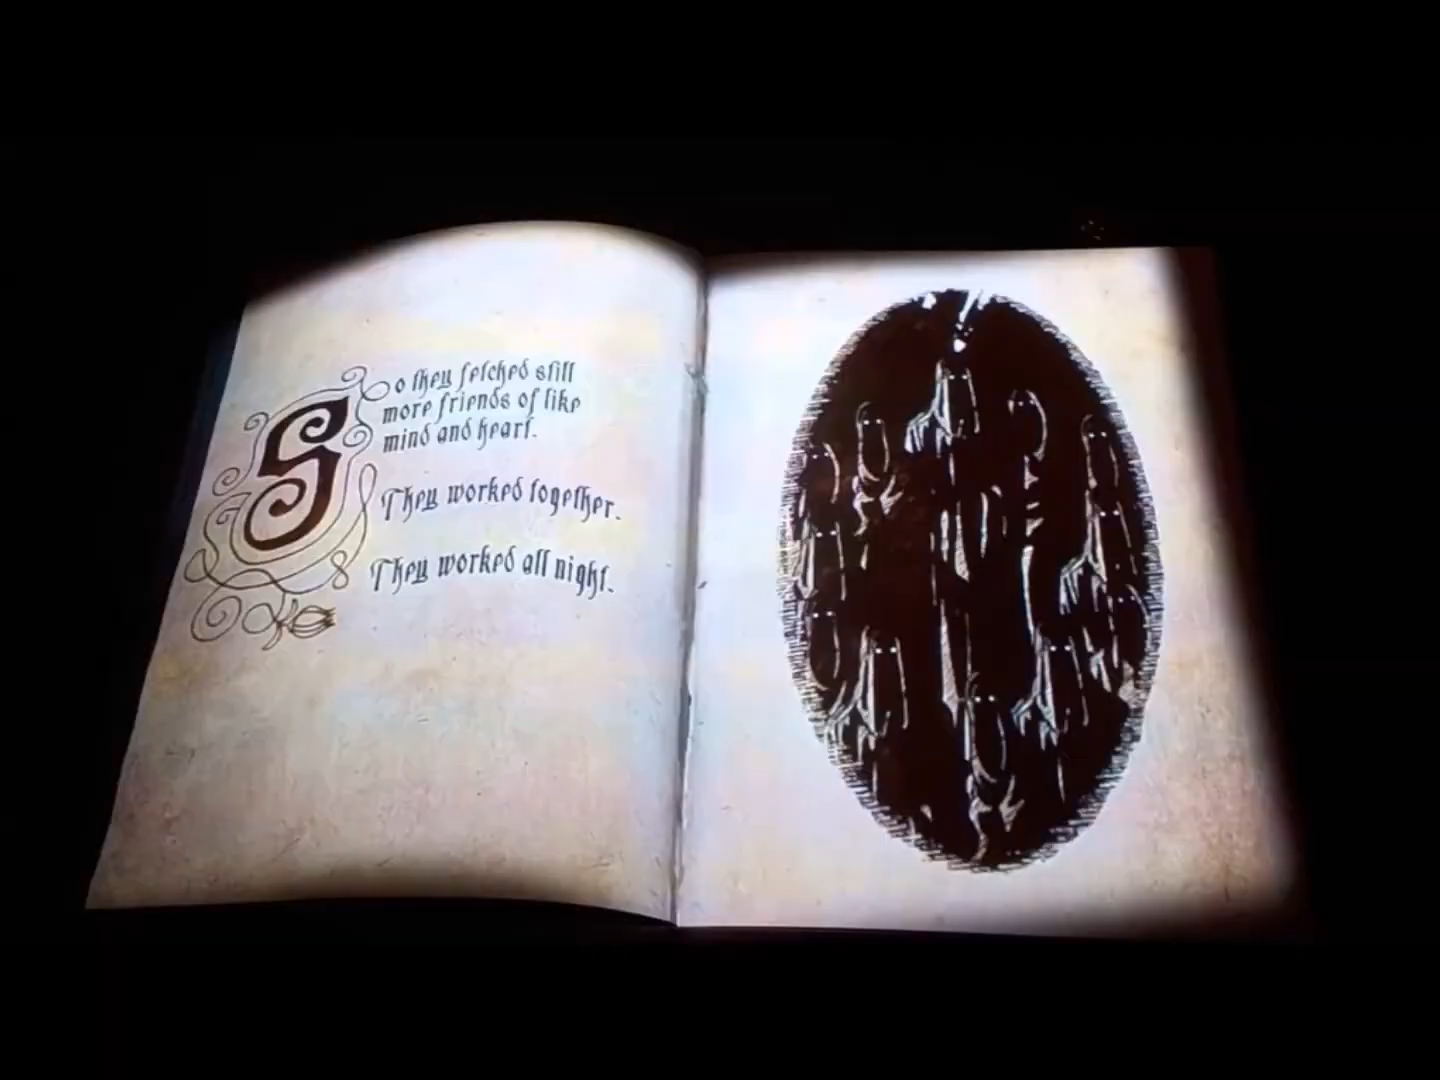 So they fetched still
more friends of like
mind and heart.
They worked together.
They worked all night.